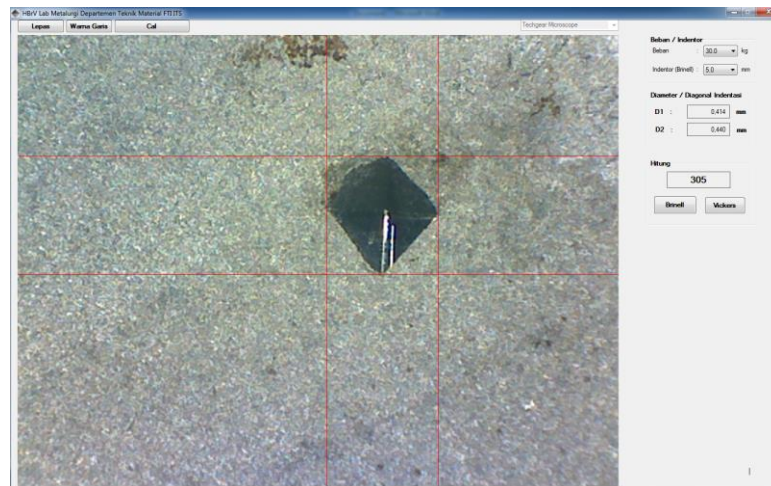 HBrV Lab Metalurgi Departemen Teknik Material FTI ITS
Lepas Warna Garis Cal Techgear Microscope
Beban / Indentor
Beban : 30.0 kg
Indentor (Brinell) : 5.0 mm
Diameter / Diagonal Indentasi
D1 : 0,414 mm
D2 : 0,440 mm
Hitung
305
Brinell Vickers